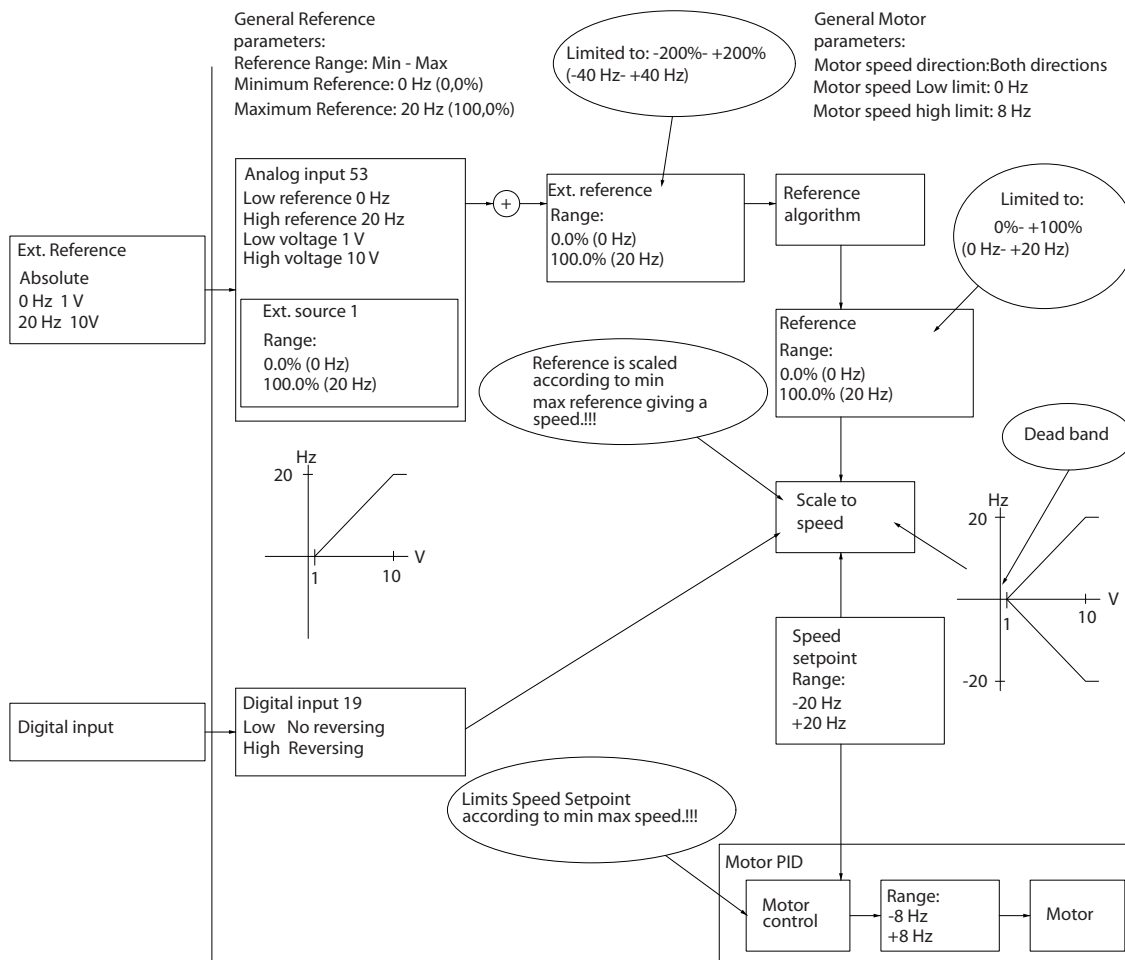 General Reference
parameters:
Reference Range: Min - Max
Minimum Reference: 0 Hz (0,0%)
Maximum Reference: 20 Hz (100,0%)
Limited to: -200%- +200%
(-40 Hz- +40 Hz)
General Motor
parameters:
Motor speed direction:Both directions
Motor speed Low limit: 0 Hz
Motor speed high limit: 8 Hz
Ext. Reference
Absolute
0 Hz 1 V
20 Hz 10V
Analog input 53
Low reference 0 Hz
High reference 20 Hz
Low voltage 1 V
High voltage 10 V
Ext. source 1
Range:
0.0% (0 Hz)
100.0% (20 Hz)
+
Ext. reference
Range:
0.0% (0 Hz)
100.0% (20 Hz)
Reference
algorithm
Limited to:
0%- +100%
(0 Hz- +20 Hz)
Reference
Range:
0.0% (0 Hz)
100.0% (20 Hz)
Reference is scaled
according to min
max reference giving a
speed.!!!
Dead band
Hz
20
1
10
V
Scale to
speed
Hz
20
V
1
10
-20
Speed
setpoint
Range:
-20 Hz
+20 Hz
Digital input
Digital input 19
Low No reversing
High Reversing
Limits Speed Setpoint
according to min max speed.!!!
Motor PID
Motor
control
Range:
-8 Hz
+8 Hz
Motor